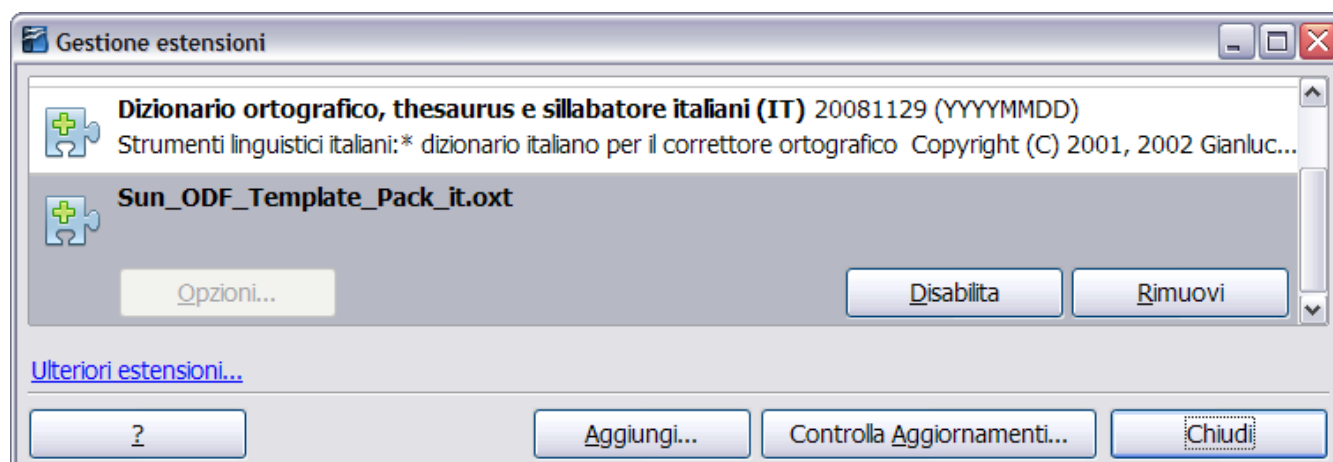 Gestione estensioni
Dizionario ortografico, thesaurus e sillabatore italiani (IT) 20081129 (YYYYMMDD)
Strumenti linguistici italiani:* dizionario italiano per il correttore ortografico  Copyright (C) 2001, 2002 Gianluc...
Sun_ODF_Template_Pack_it.oxt
Opzioni... Disabilita Rimuovi
Ulteriori estensioni...
? Aggiungi... Controlla Aggiornamenti... Chiudi